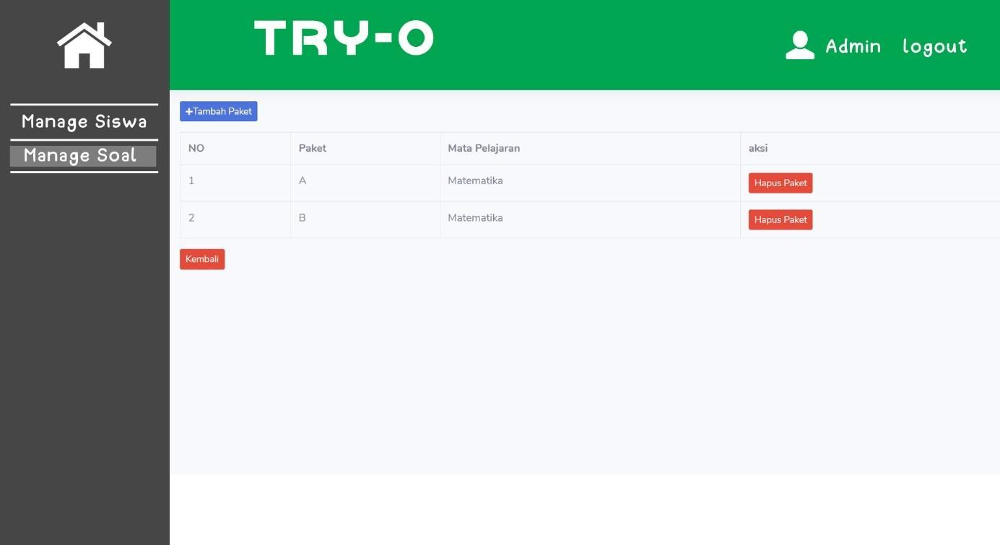 TRY-O
Admin logout
Manage Siswa
Manage Soal
+Tambah Paket
NO Paket Mata Pelajaran aksi
1 A Matematika Hapus Paket
2 B Matematika Hapus Paket
Kembali